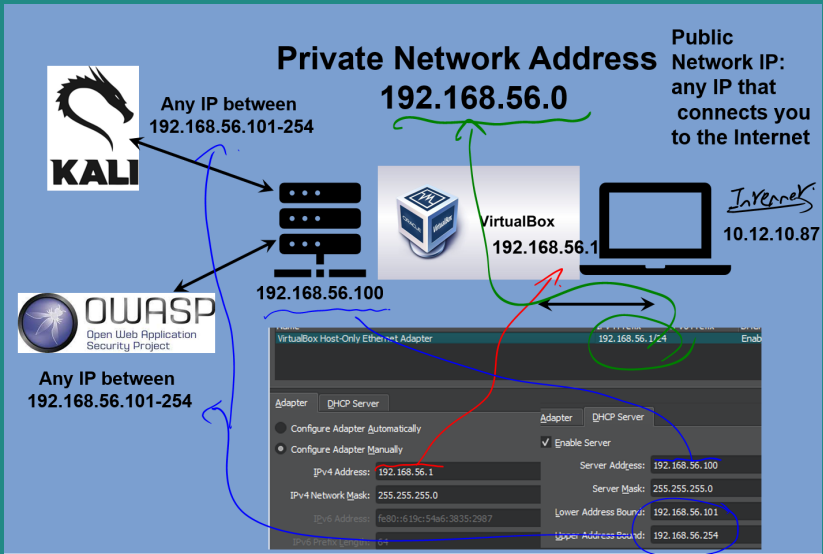 Private Network Address
192.168.56.0
Public
Network IP:
any IP that
connects you
to the Internet
KALI
Any IP between
192.168.56.101-254
VirtualBox
192.168.56.1
Internet
10.12.10.87
192.168.56.100
OWASP
Open Web Application
Security Project
Any IP between
192.168.56.101-254
VirtualBox Host-Only Ethernet Adapter 192.168.56.1/24 Enab
Adapter DHCP Server
Configure Adapter Automatically
Configure Adapter Manually
IPv4 Address: 192.168.56.1
IPv4 Network Mask: 255.255.255.0
IPv6 Address: fe80::619c:54a6:3835:2987
IPv6 Prefix Length: 64
Adapter DHCP Server
Enable Server
Server Address: 192.168.56.100
Server Mask: 255.255.255.0
Lower Address Bound: 192.168.56.101
Upper Address Bound: 192.168.56.254